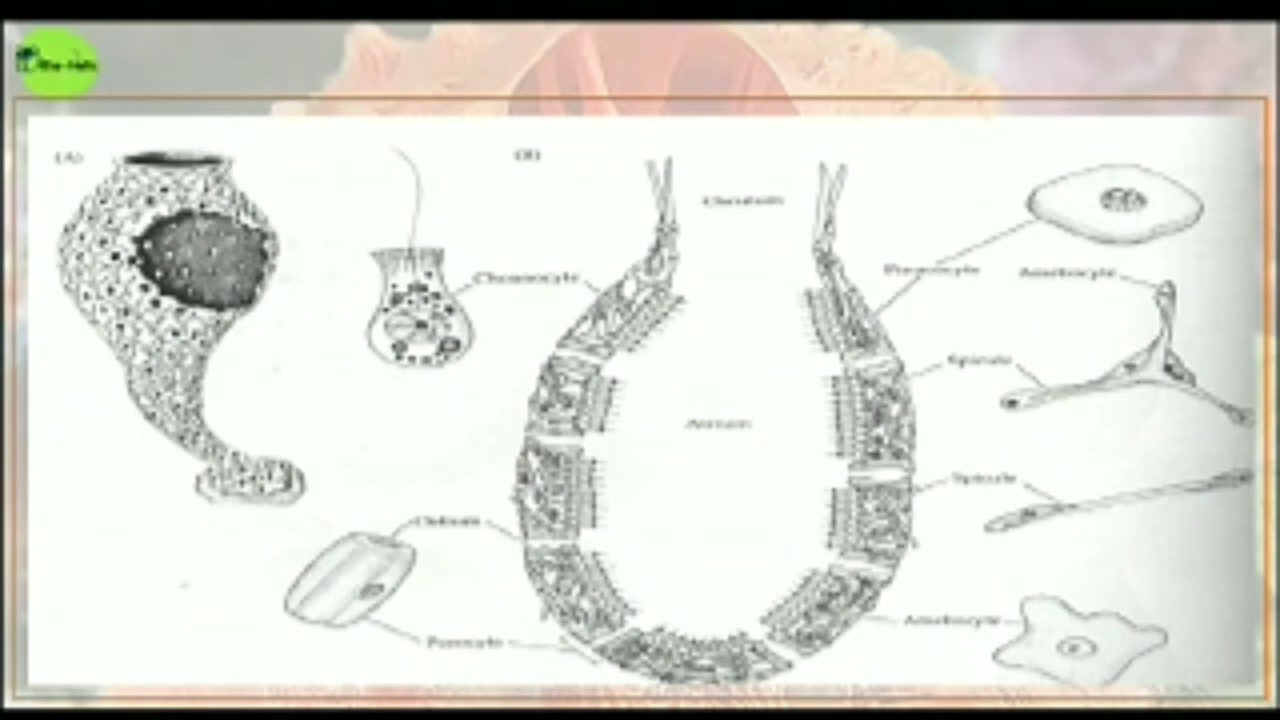 (A)
(B)
Osculum
Choanocyte
Pinacocyte
Amebocyte
Spicule
Atrium
Spicule
Ostium
Amebocyte
Porocyte